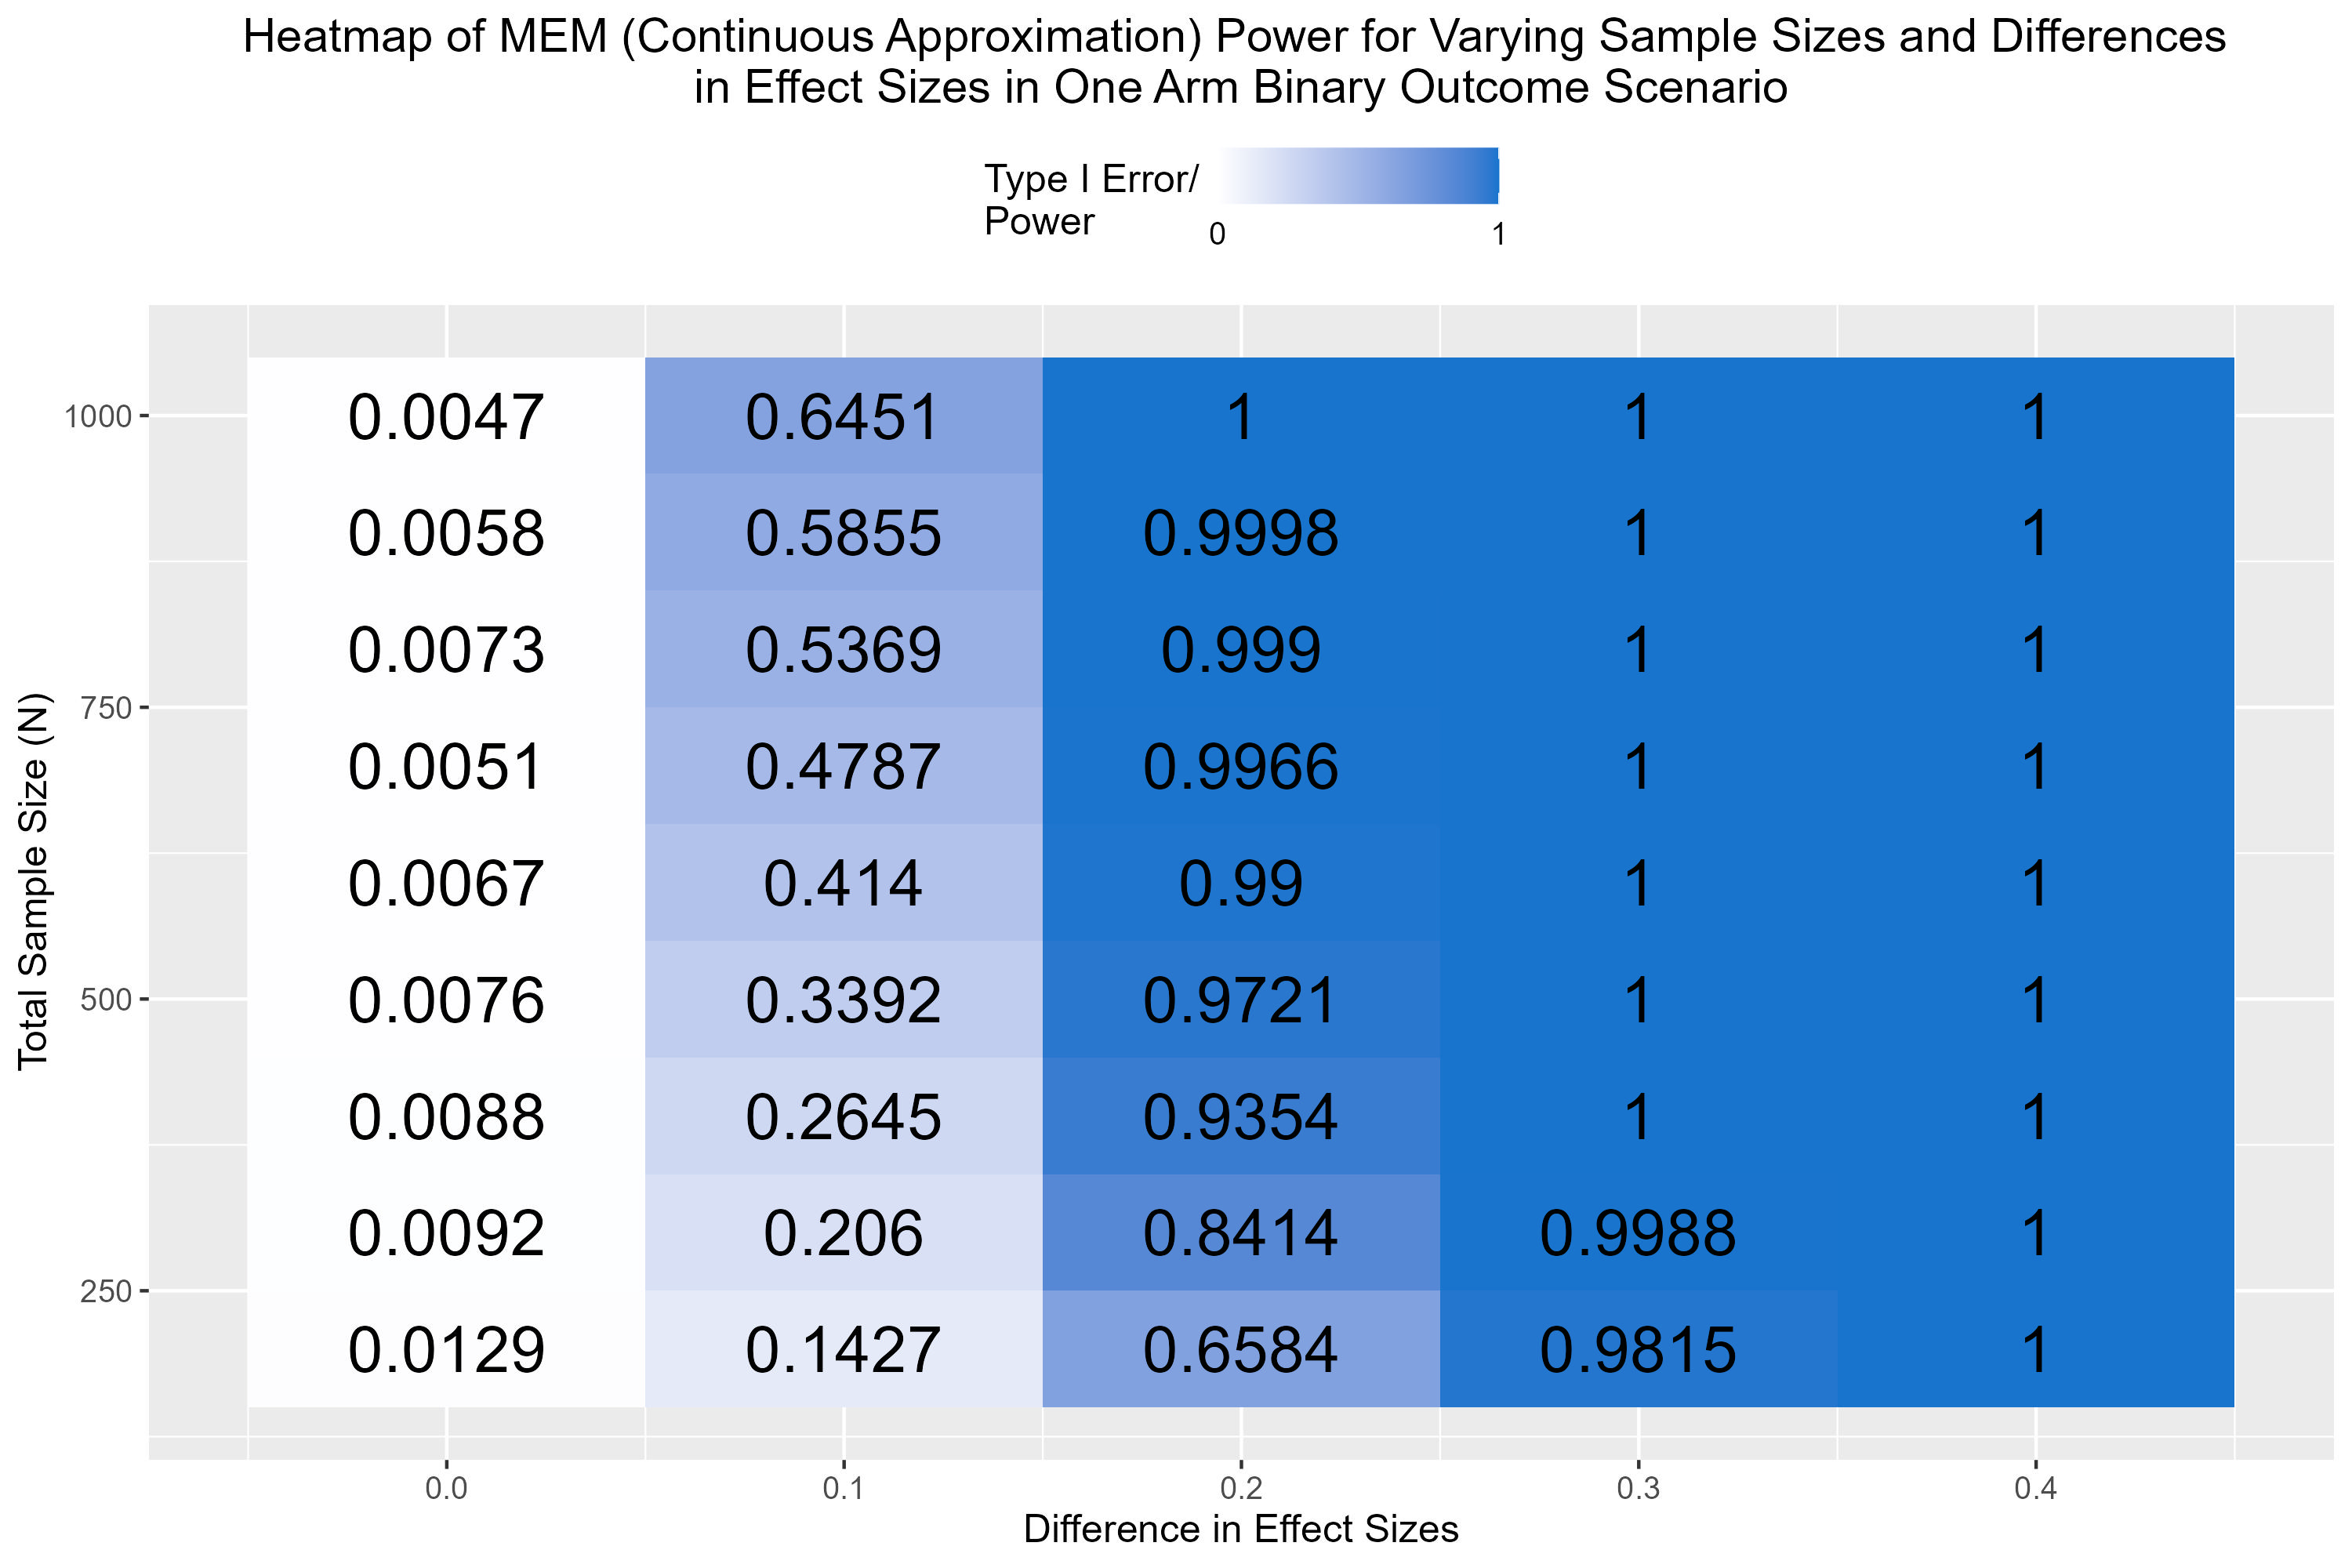 Heatmap of MEM (Continuous Approximation) Power for Varying Sample Sizes and Differences
in Effect Sizes in One Arm Binary Outcome Scenario
Type I Error/
Power
0 1
Total Sample Size (N)
1000 0.0047 0.6451 1 1 1
0.0058 0.5855 0.9998 1 1
0.0073 0.5369 0.999 1 1
750
0.0051 0.4787 0.9966 1 1
0.0067 0.414 0.99 1 1
500 0.0076 0.3392 0.9721 1 1
0.0088 0.2645 0.9354 1 1
0.0092 0.206 0.8414 0.9988 1
250
0.0129 0.1427 0.6584 0.9815 1
0.0 0.1 0.2 0.3 0.4
Difference in Effect Sizes